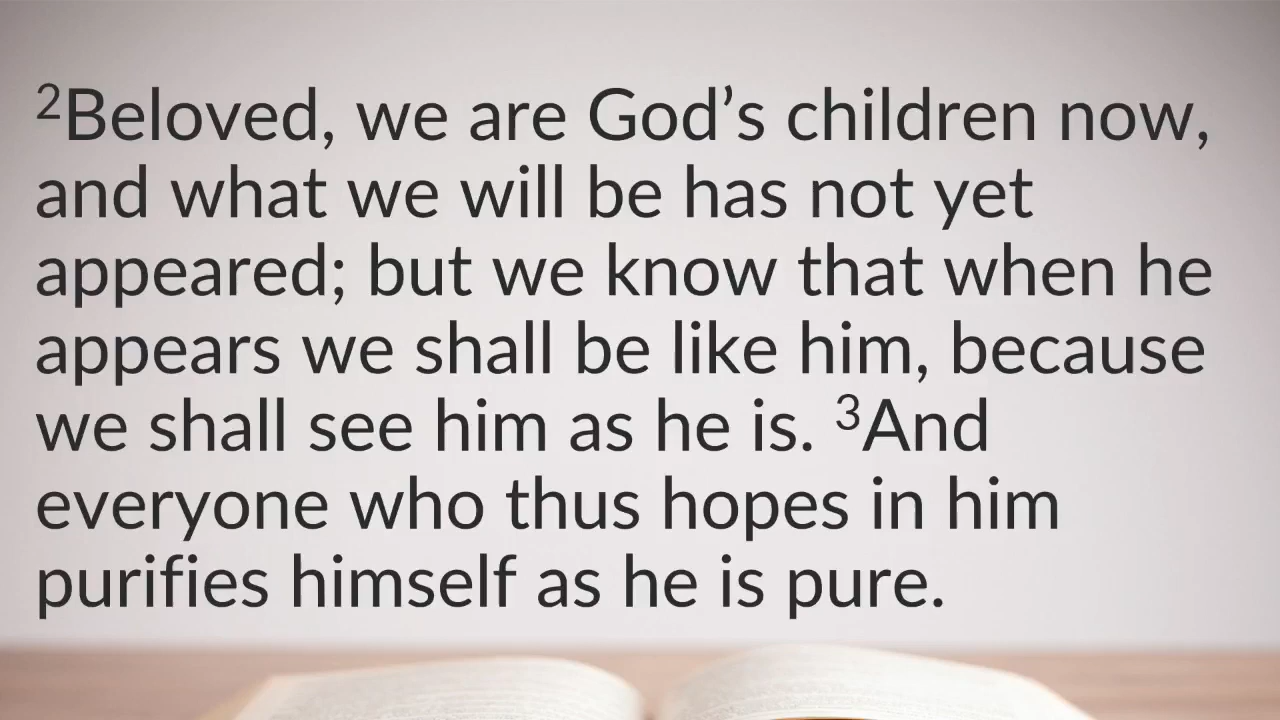 ²Beloved, we are God’s children now,
and what we will be has not yet
appeared; but we know that when he
appears we shall be like him, because
we shall see him as he is. ³And
everyone who thus hopes in him
purifies himself as he is pure.